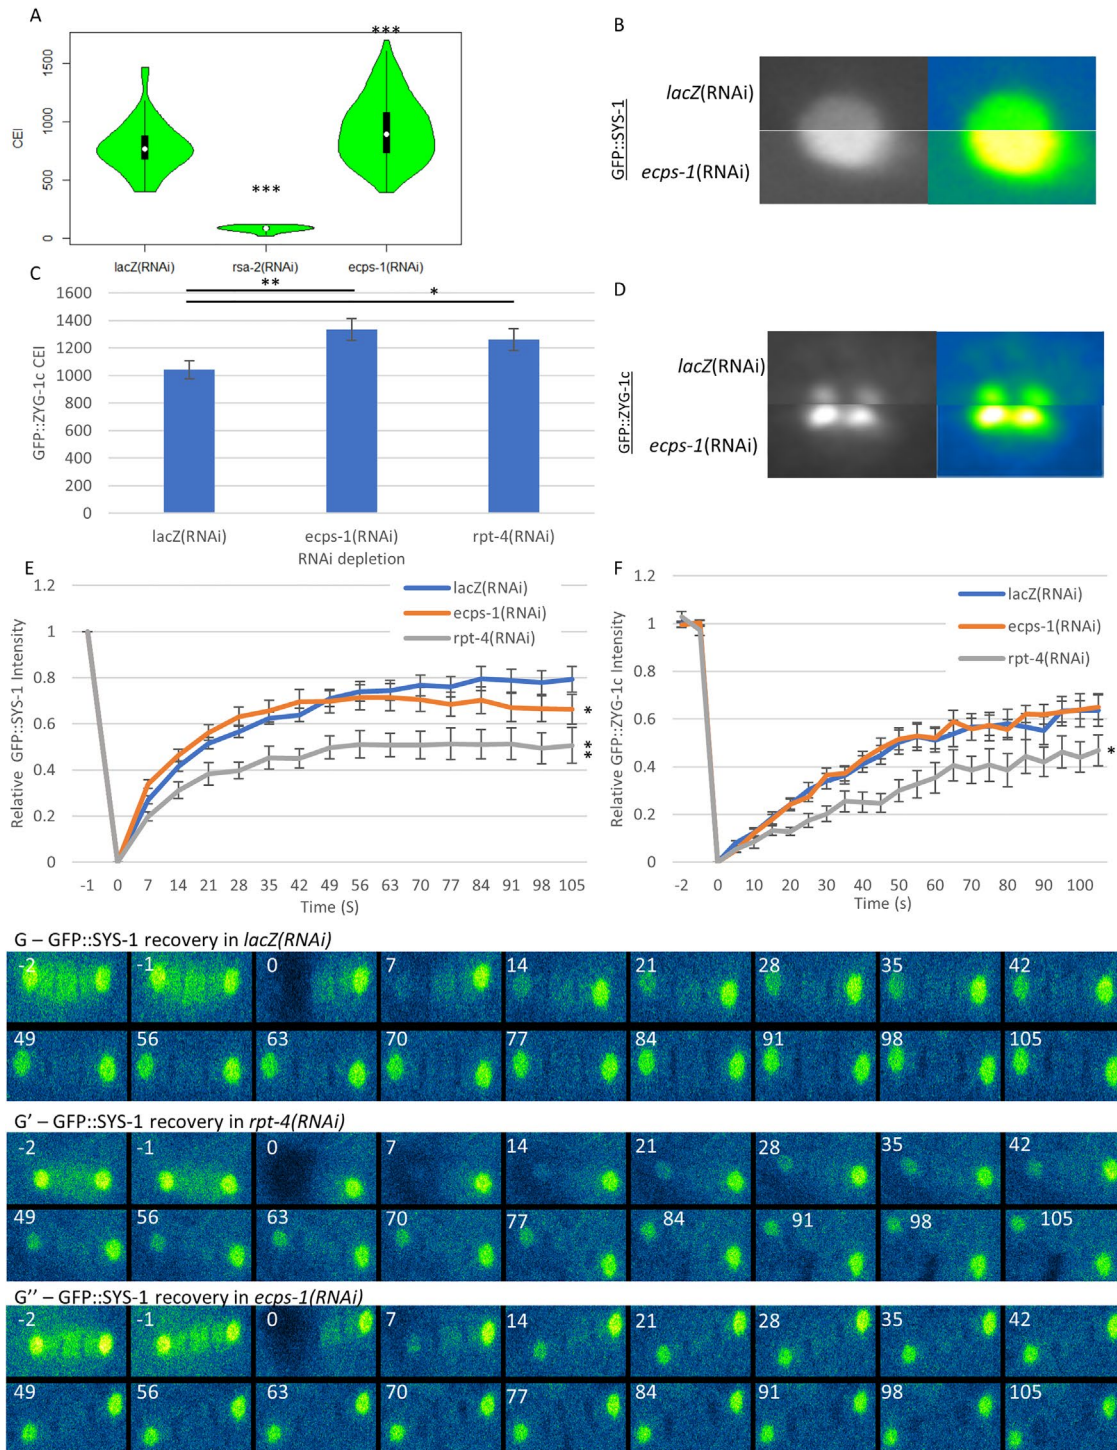 A
***
1500
1000
500
0
CEI
***
lacZ(RNAi)
rsa-2(RNAi)
ecps-1(RNAi)
B
GFP::SYS-1
lacZ(RNAi)
ecps-1(RNAi)
C
1600
1400
1200
1000
800
600
400
200
0
GFP::ZYG-1c CEI
**
*
lacZ(RNAi)
ecps-1(RNAi)
rpt-4(RNAi)
RNAi depletion
D
GFP::ZYG-1c
lacZ(RNAi)
ecps-1(RNAi)
E
1.2
1
0.8
0.6
0.4
0.2
0
Relative GFP::SYS-1 Intensity
lacZ(RNAi)
ecps-1(RNAi)
rpt-4(RNAi)
*
**
-1 0 7 14 21 28 35 42 49 56 63 70 77 84 91 98 105
Time (S)
F
1.2
1
0.8
0.6
0.4
0.2
0
Relative GFP::ZYG-1c Intensity
lacZ(RNAi)
ecps-1(RNAi)
rpt-4(RNAi)
*
-2 0 10 20 30 40 50 60 70 80 90 100
Time (s)
G – GFP::SYS-1 recovery in lacZ(RNAi)
-2 -1 0 7 14 21 28 35 42
49 56 63 70 77 84 91 98 105
G’ – GFP::SYS-1 recovery in rpt-4(RNAi)
-2 -1 0 7 14 21 28 35 42
49 56 63 70 77 84 91 98 105
G’’ – GFP::SYS-1 recovery in ecps-1(RNAi)
-2 -1 0 7 14 21 28 35 42
49 56 63 70 77 84 91 98 105